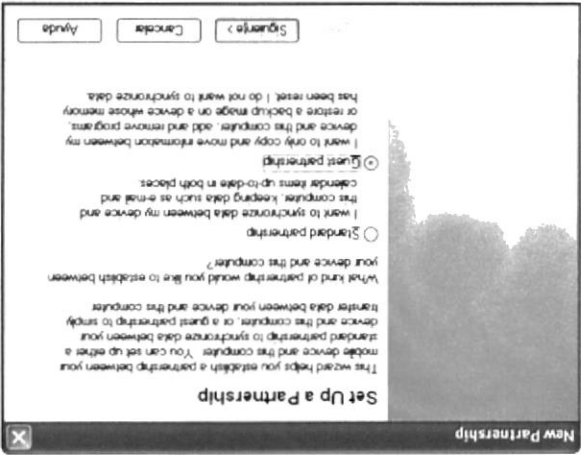 New Partnership
Set Up a Partnership
This wizard helps you establish a partnership between your
mobile device and this computer. You can set up either a
standard partnership to synchronize data between your
device and this computer, or a guest partnership to simply
transfer data between your device and this computer.
What kind of partnership would you like to establish between
your device and this computer?
Standard partnership
I want to synchronize data between my device and
this computer, keeping data such as e-mail and
calendar items up-to-date in both places.
Guest partnership
I want to only copy and move information between my
device and this computer, add and remove programs,
or restore a backup image on a device whose memory
has been reset. I do not want to synchronize data.
Siguiente > Cancelar Ayuda